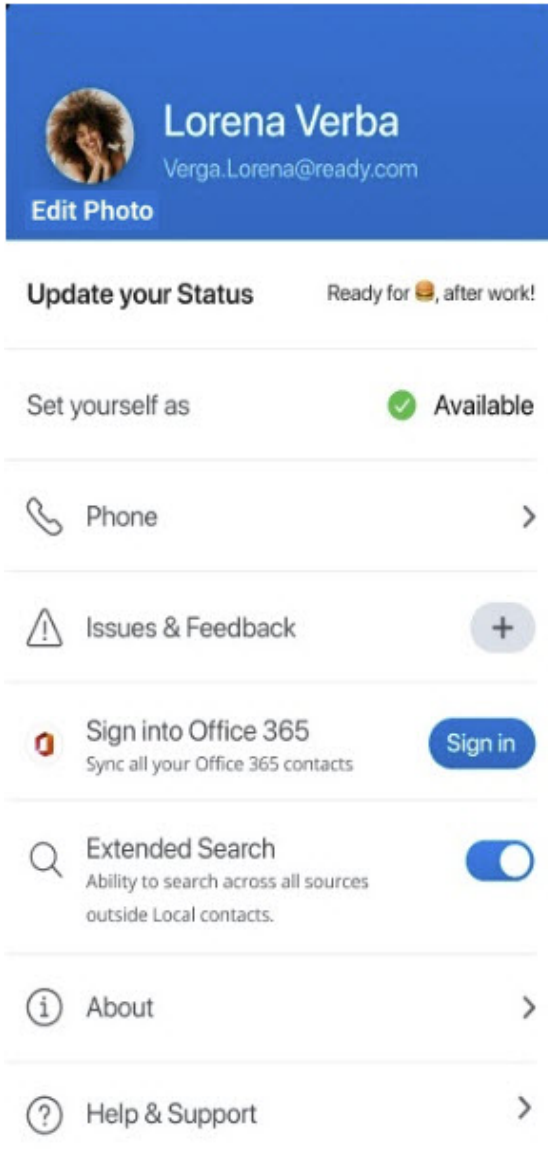 Lorena Verba
Verga.Lorena@ready.com
Edit Photo
Update your Status Ready for 🍔, after work!
Set yourself as Available
Phone
Issues & Feedback +
Sign into Office 365
Sync all your Office 365 contacts
Sign in
Extended Search
Ability to search across all sources
outside Local contacts.
About
Help & Support